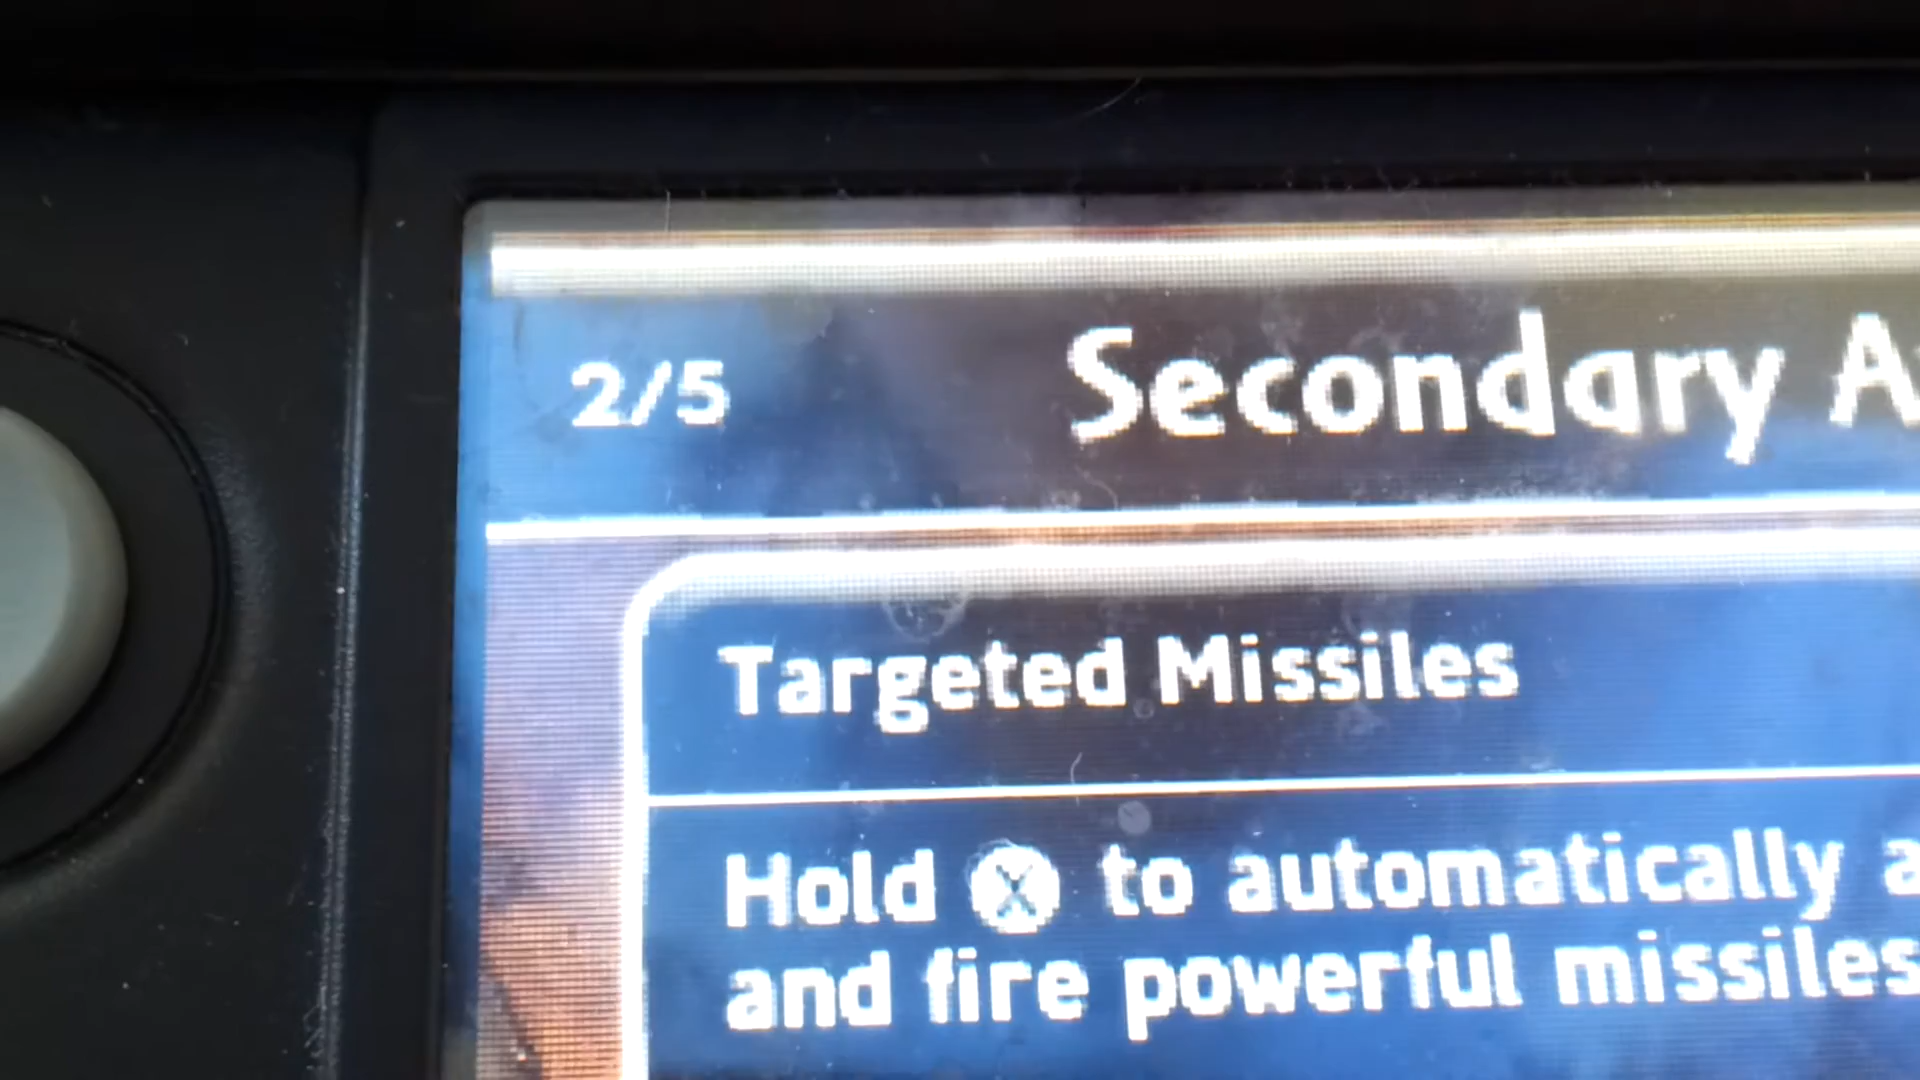 2/5
Secondary A
Targeted Missiles
Hold X to automatically a
and fire powerful missiles